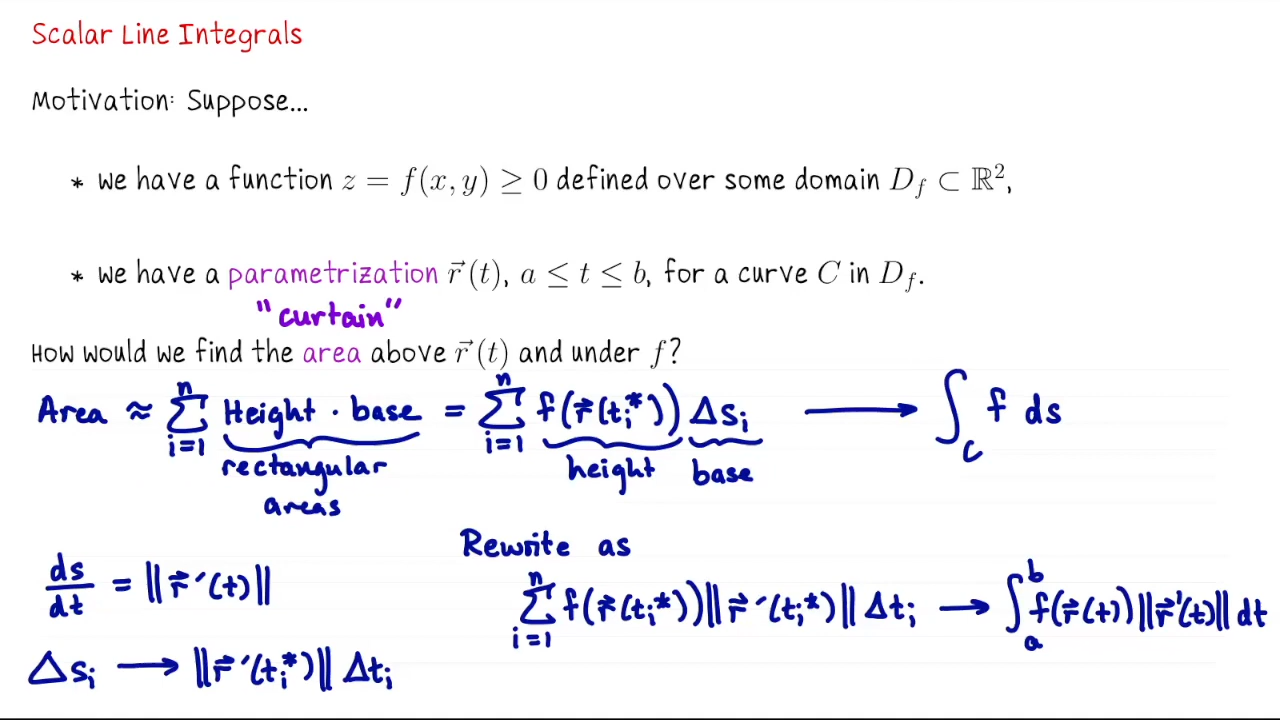 Scalar Line Integrals
Motivation: Suppose...
* we have a function z = f(x, y) ≥ 0 defined over some domain D_f ⊂ ℝ²,
* we have a parametrization r⃗(t), a ≤ t ≤ b, for a curve C in D_f.
"curtain"
How would we find the area above r⃗(t) and under f?
Area ≈ ∑_{i=1}^{n} Height · base = ∑_{i=1}^{n} f(r⃗(t_i*)) Δs_i ⟶ ∫_C f ds
rectangular areas
height base
ds/dt = ‖r⃗′(t)‖
Δs_i ⟶ ‖r⃗′(t_i*)‖ Δt_i
Rewrite as
∑_{i=1}^{n} f(r⃗(t_i*)) ‖r⃗′(t_i*)‖ Δt_i ⟶ ∫_a^b f(r⃗(t)) ‖r⃗′(t)‖ dt